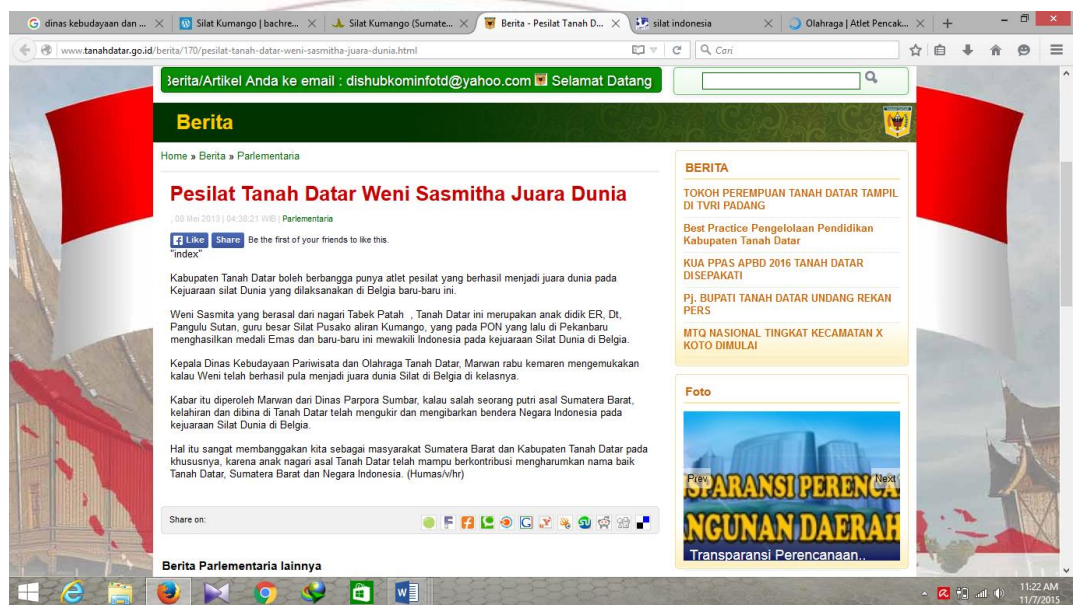 dinas kebudayaan dan ...
Silat Kumango | bachre...
Silat Kumango (Sumate...
Berita - Pesilat Tanah D...
silat indonesia
Olahraga | Atlet Pencak...
www.tanahdatar.go.id/berita/170/pesilat-tanah-datar-weni-sasmitha-juara-dunia.html
Cari
Berita/Artikel Anda ke email : dishubkominfotd@yahoo.com Selamat Datang
Berita
Home » Berita » Parlementaria
Pesilat Tanah Datar Weni Sasmitha Juara Dunia
, 08 Mei 2013 | 04:38:21 WIB | Parlementaria
Like Share Be the first of your friends to like this.
"index"
Kabupaten Tanah Datar boleh berbangga punya atlet pesilat yang berhasil menjadi juara dunia pada
Kejuaraan silat Dunia yang dilaksanakan di Belgia baru-baru ini.
Weni Sasmita yang berasal dari nagari Tabek Patah , Tanah Datar ini merupakan anak didik ER, Dt,
Pangulu Sutan, guru besar Silat Pusako aliran Kumango, yang pada PON yang lalu di Pekanbaru
menghasilkan medali Emas dan baru-baru ini mewakili Indonesia pada kejuaraan Silat Dunia di Belgia.
Kepala Dinas Kebudayaan Pariwisata dan Olahraga Tanah Datar, Marwan rabu kemaren mengemukakan
kalau Weni telah berhasil pula menjadi juara dunia Silat di Belgia di kelasnya.
Kabar itu diperoleh Marwan dari Dinas Parpora Sumbar, kalau salah seorang putri asal Sumatera Barat,
kelahiran dan dibina di Tanah Datar telah mengukir dan mengibarkan bendera Negara Indonesia pada
kejuaraan Silat Dunia di Belgia.
Hal itu sangat membanggakan kita sebagai masyarakat Sumatera Barat dan Kabupaten Tanah Datar pada
khususnya, karena anak nagari asal Tanah Datar telah mampu berkontribusi mengharumkan nama baik
Tanah Datar, Sumatera Barat dan Negara Indonesia. (Humas/v/hr)
Share on:
Berita Parlementaria lainnya
BERITA
TOKOH PEREMPUAN TANAH DATAR TAMPIL
DI TVRI PADANG
Best Practice Pengelolaan Pendidikan
Kabupaten Tanah Datar
KUA PPAS APBD 2016 TANAH DATAR
DISEPAKATI
Pj. BUPATI TANAH DATAR UNDANG REKAN
PERS
MTQ NASIONAL TINGKAT KECAMATAN X
KOTO DIMULAI
Foto
Prev
Next
SPARANSI PERENCA
NGUNAN DAERAH
Transparansi Perencanaan..
11:22 AM
11/7/2015